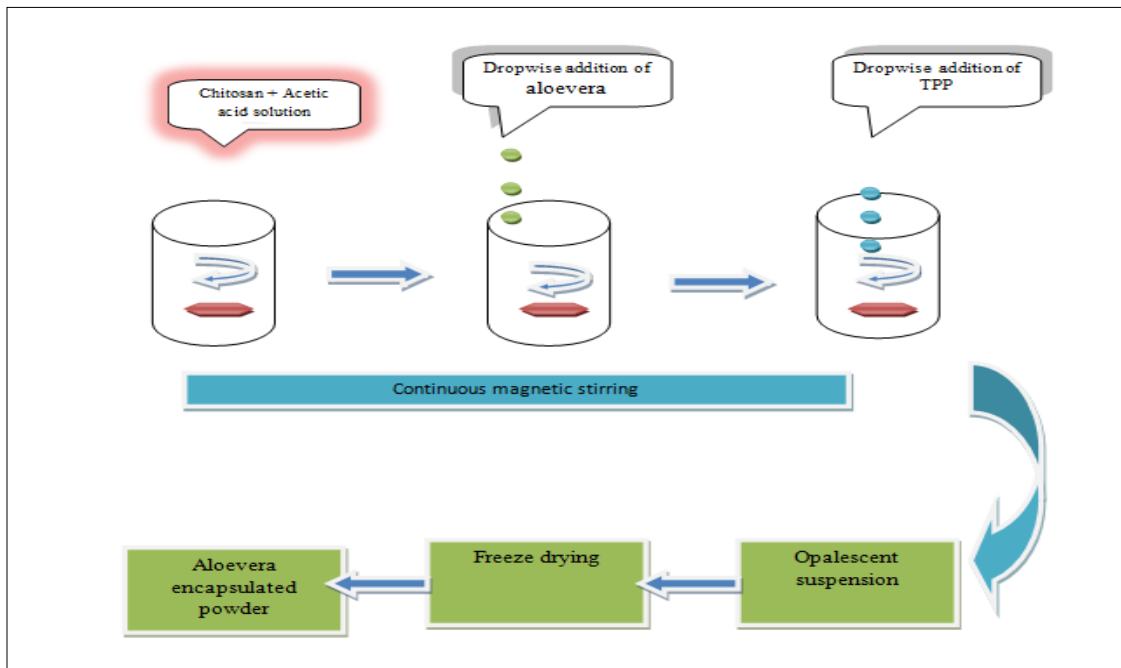 Chitosan + Acetic
acid solution
Dropwise addition of
aloevera
Dropwise addition of
TPP
Continuous magnetic stirring
Aloevera
encapsulated
powder
Freeze drying
Opalescent
suspension